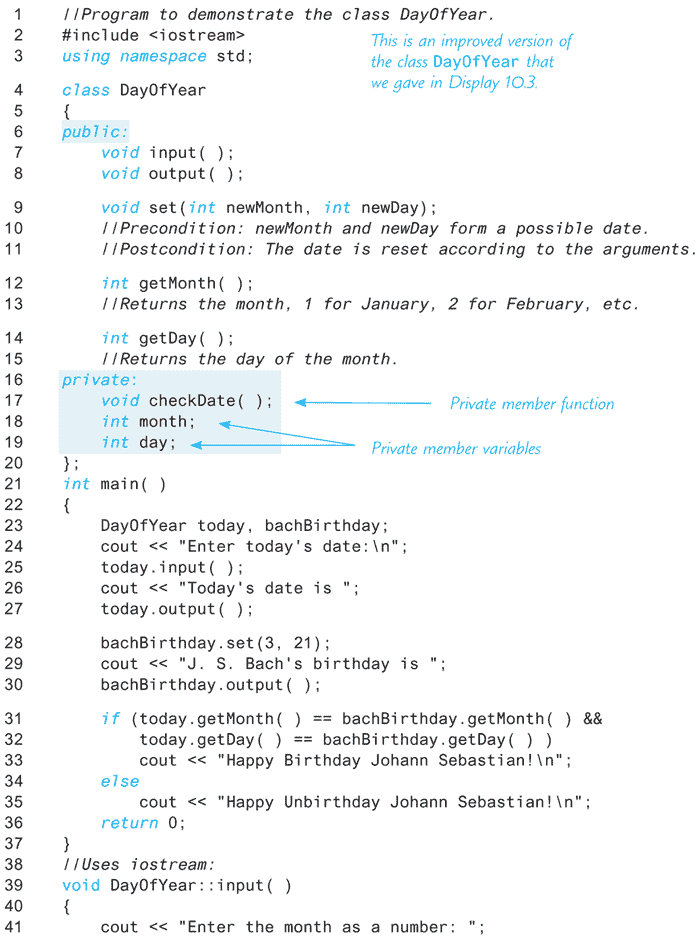 1 //Program to demonstrate the class DayOfYear.
2 #include <iostream>
3 using namespace std;
This is an improved version of
the class DayOfYear that
we gave in Display 10.3.
4 class DayOfYear
5 {
6 public:
7 void input( );
8 void output( );
9 void set(int newMonth, int newDay);
10 //Precondition: newMonth and newDay form a possible date.
11 //Postcondition: The date is reset according to the arguments.
12 int getMonth( );
13 //Returns the month, 1 for January, 2 for February, etc.
14 int getDay( );
15 //Returns the day of the month.
16 private:
17 void checkDate( );
Private member function
18 int month;
19 int day;
Private member variables
20 };
21 int main( )
22 {
23 DayOfYear today, bachBirthday;
24 cout << "Enter today's date:\n";
25 today.input( );
26 cout << "Today's date is ";
27 today.output( );
28 bachBirthday.set(3, 21);
29 cout << "J. S. Bach's birthday is ";
30 bachBirthday.output( );
31 if (today.getMonth( ) == bachBirthday.getMonth( ) &&
32 today.getDay( ) == bachBirthday.getDay( ) )
33 cout << "Happy Birthday Johann Sebastian!\n";
34 else
35 cout << "Happy Unbirthday Johann Sebastian!\n";
36 return 0;
37 }
38 //Uses iostream:
39 void DayOfYear::input( )
40 {
41 cout << "Enter the month as a number: ";